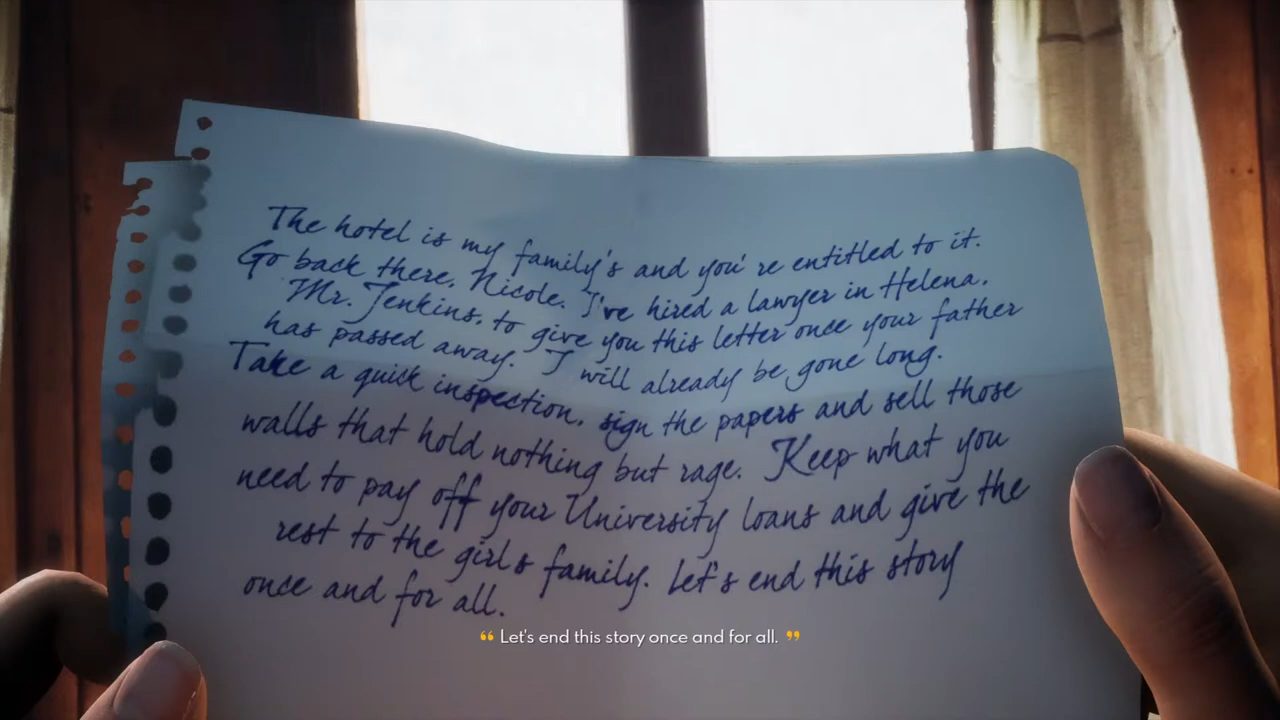 The hotel is my family's and you're entitled to it.
Go back there, Nicole. I've hired a lawyer in Helena,
Mr. Jenkins, to give you this letter once your father
has passed away. I will already be gone long.
Take a quick inspection, sign the papers and sell those
walls that hold nothing but rage. Keep what you
need to pay off your University loans and give the
rest to the girls family. Let's end this story
once and for all.
“ Let's end this story once and for all. ”